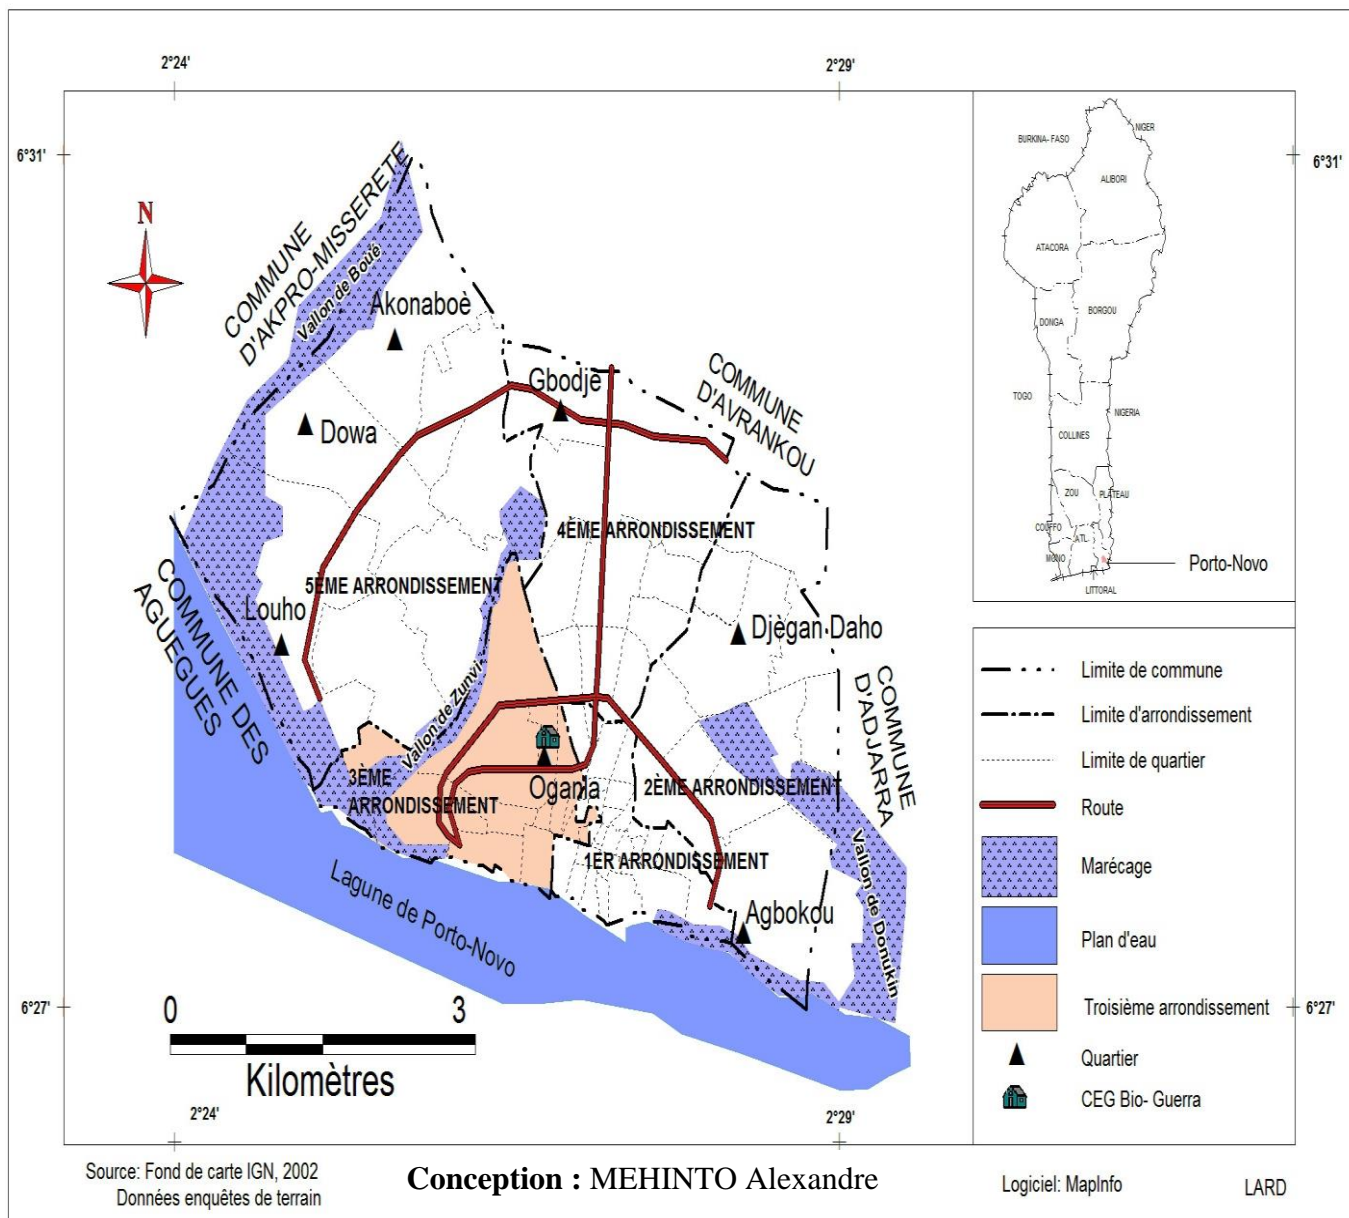 2°24'
2°29'
6°31'
6°31'
N
COMMUNE
D'AKPRO-MISSERETE
Vallon de Boué
Akonaboè
Gbodjè
COMMUNE
D'AVRANKOU
Dowa
4ÈME ARRONDISSEMENT
5ÈME ARRONDISSEMENT
Louho
COMMUNE DES
AGUEGUES
Djègan Daho
Vallon de Zunvi
COMMUNE
D'ADJARRA
3ÈME
ARRONDISSEMENT
Oganla
2ÈME ARRONDISSEMENT
1ER ARRONDISSEMENT
Vallon de Donukin
Agbokou
Lagune de Porto-Novo
6°27'
6°27'
0
3
Kilomètres
2°24'
2°29'
BURKINA- FASO
NIGER
ALIBORI
ATACORA
BORGOU
DONGA
TOGO
NIGERIA
COLLINES
ZOU
PLATEAU
COUFFO
ATL.
MONO
Porto-Novo
LITTORAL
Limite de commune
Limite d'arrondissement
Limite de quartier
Route
Marécage
Plan d'eau
Troisième arrondissement
Quartier
CEG Bio- Guerra
Source: Fond de carte IGN, 2002
Données enquêtes de terrain
Conception : MEHINTO Alexandre
Logiciel: MapInfo
LARD